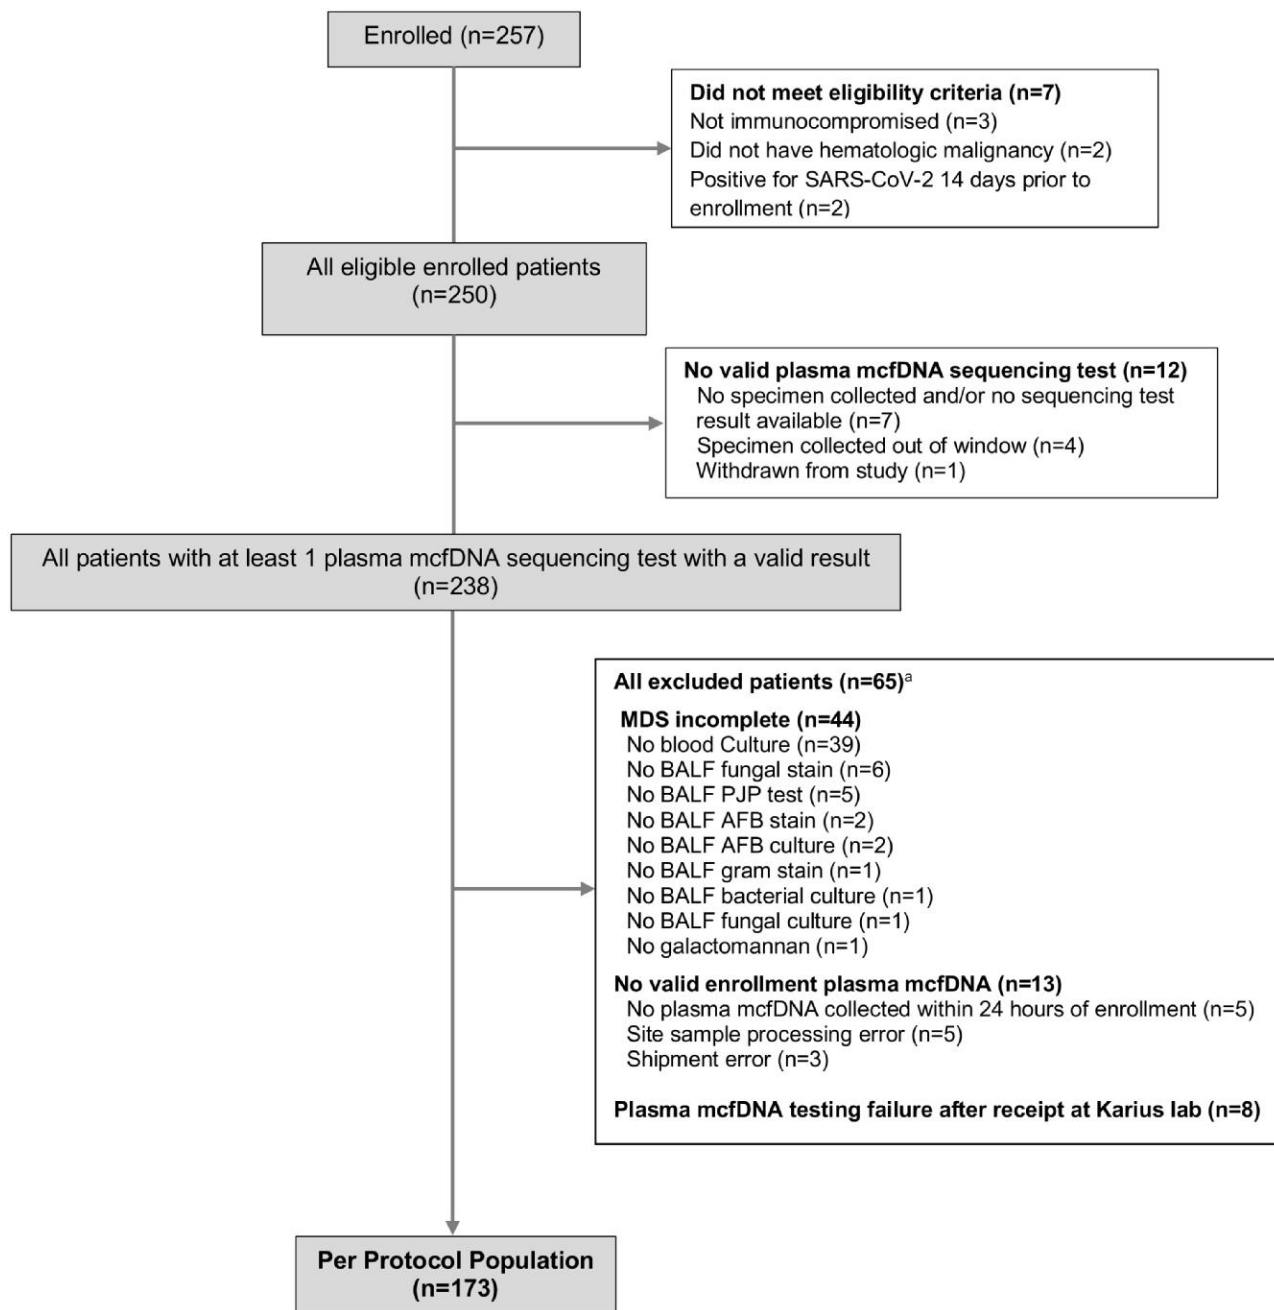 Enrolled (n=257)
Did not meet eligibility criteria (n=7)
Not immunocompromised (n=3)
Did not have hematologic malignancy (n=2)
Positive for SARS-CoV-2 14 days prior to
enrollment (n=2)
All eligible enrolled patients
(n=250)
No valid plasma mcfDNA sequencing test (n=12)
No specimen collected and/or no sequencing test
result available (n=7)
Specimen collected out of window (n=4)
Withdrawn from study (n=1)
All patients with at least 1 plasma mcfDNA sequencing test with a valid result
(n=238)
All excluded patients (n=65)ᵃ
MDS incomplete (n=44)
No blood Culture (n=39)
No BALF fungal stain (n=6)
No BALF PJP test (n=5)
No BALF AFB stain (n=2)
No BALF AFB culture (n=2)
No BALF gram stain (n=1)
No BALF bacterial culture (n=1)
No BALF fungal culture (n=1)
No galactomannan (n=1)
No valid enrollment plasma mcfDNA (n=13)
No plasma mcfDNA collected within 24 hours of enrollment (n=5)
Site sample processing error (n=5)
Shipment error (n=3)
Plasma mcfDNA testing failure after receipt at Karius lab (n=8)
Per Protocol Population
(n=173)